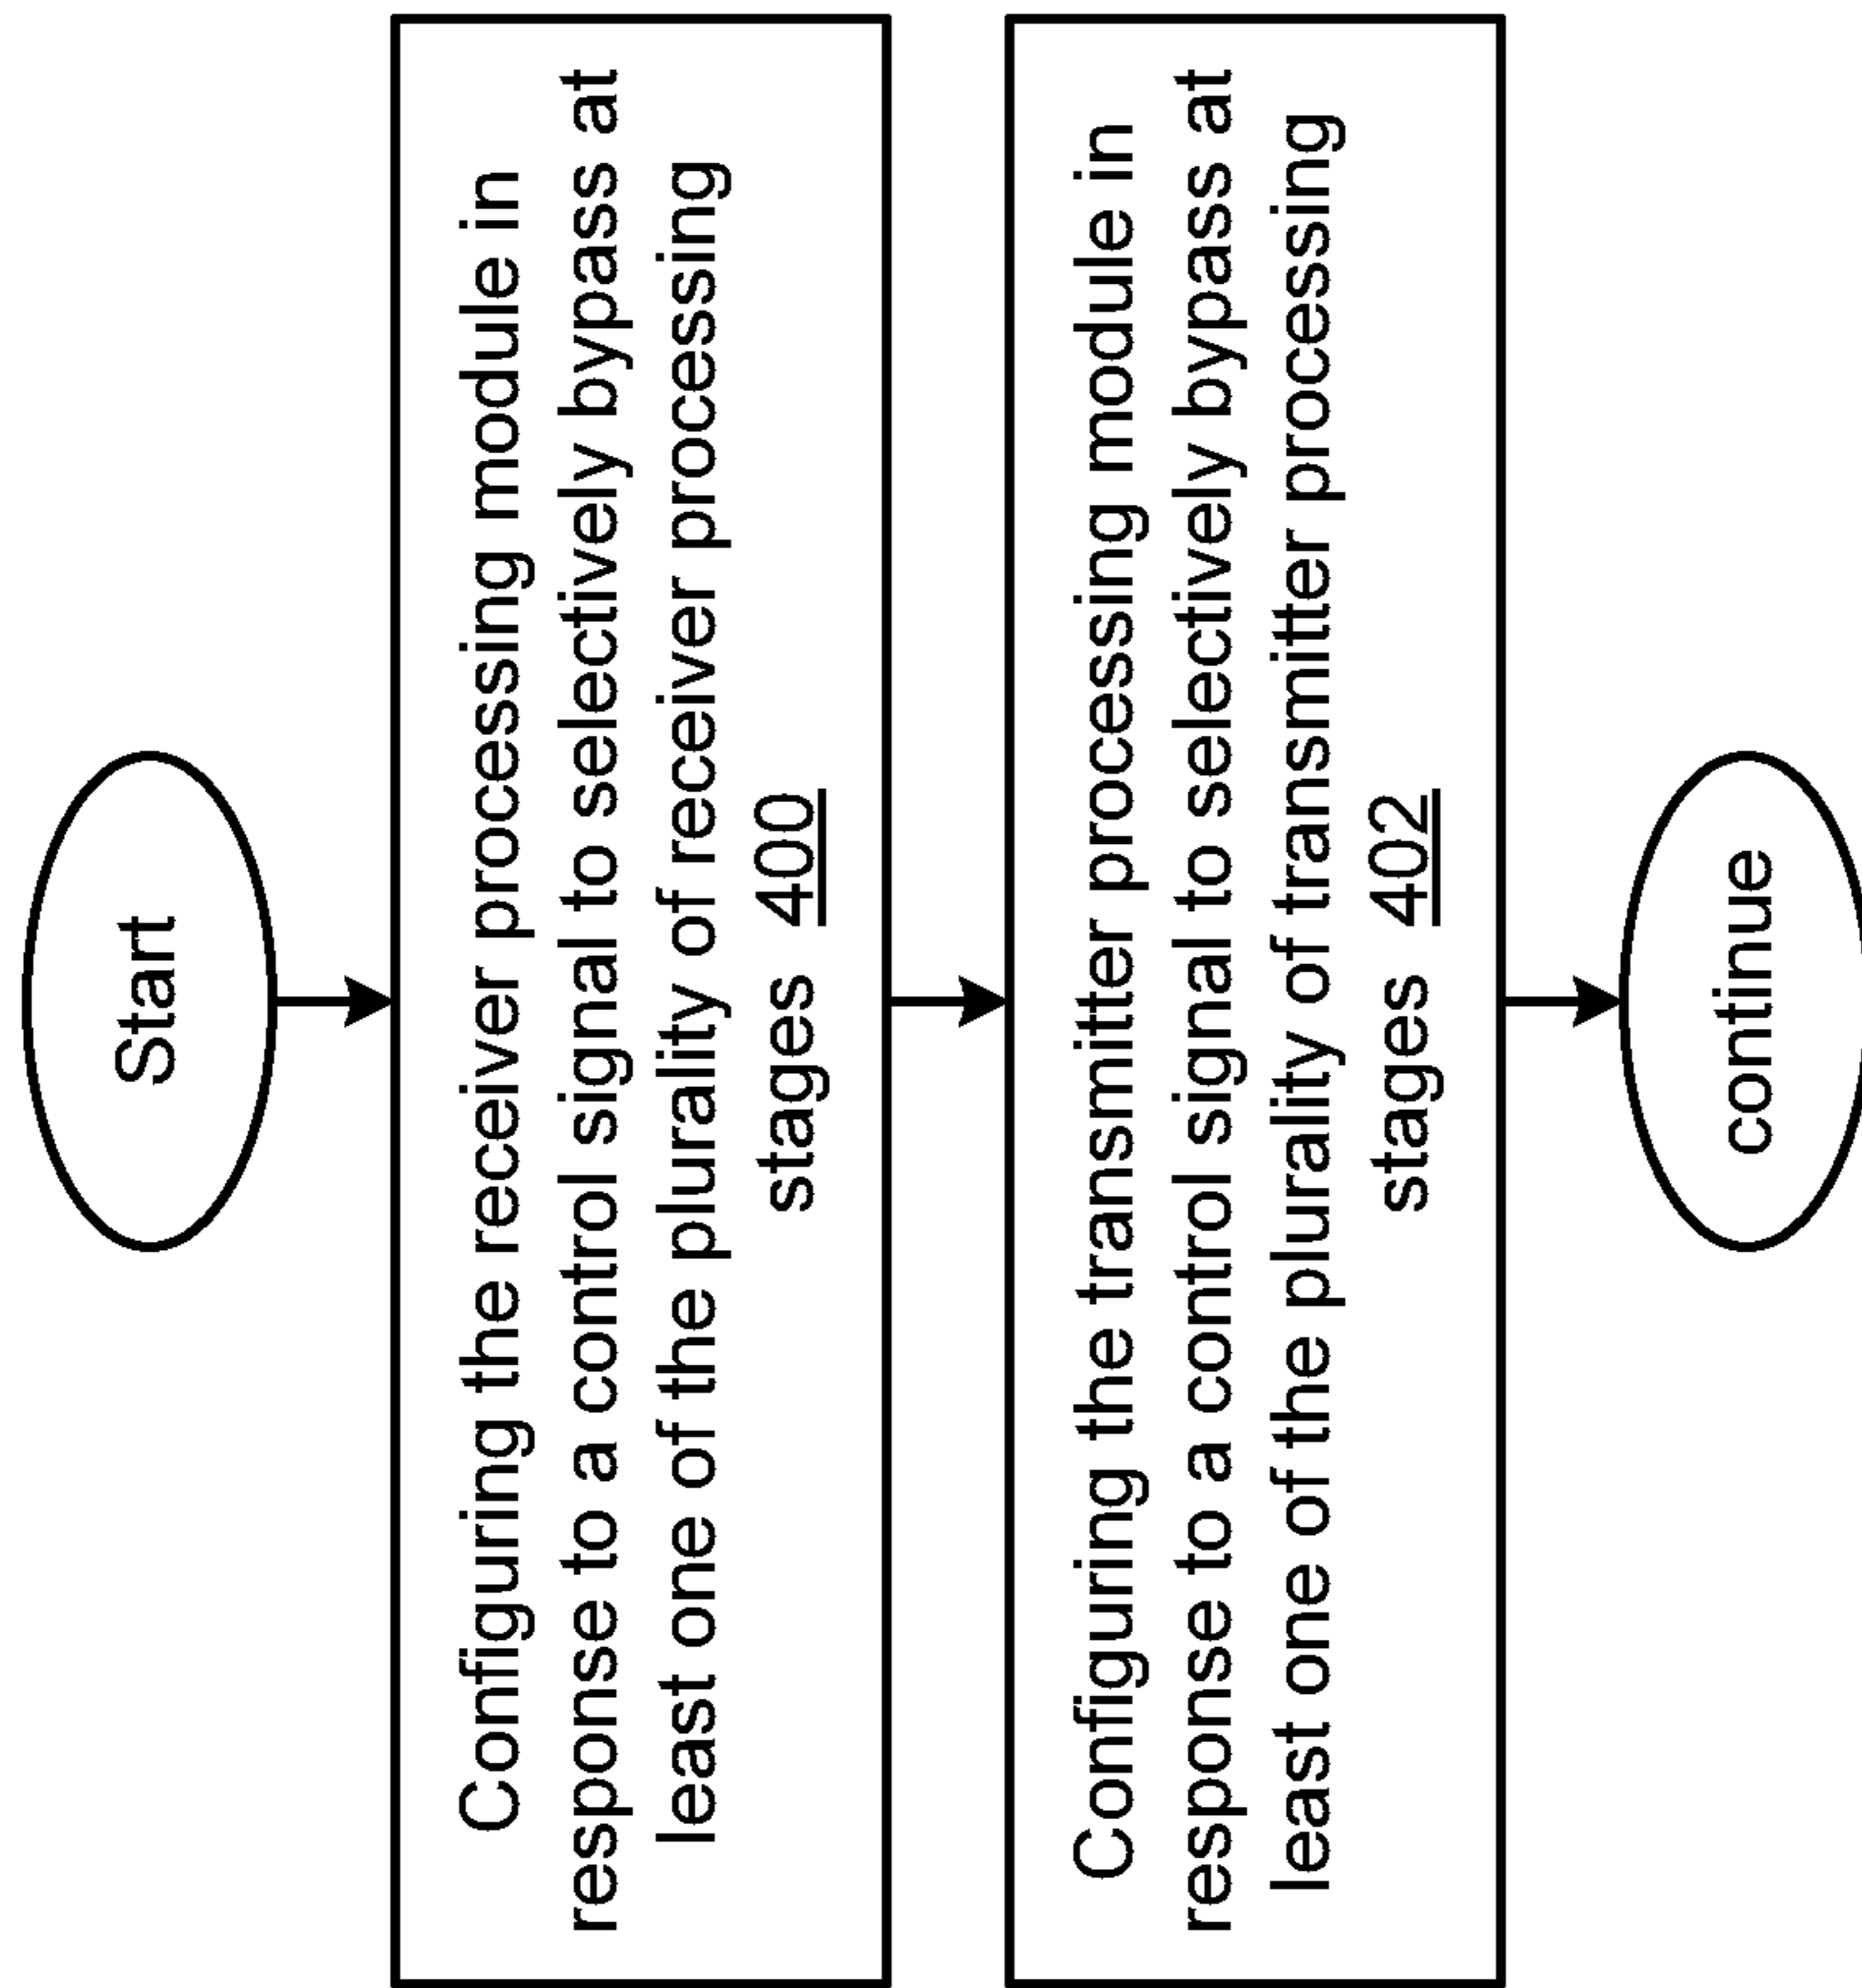 Start
Configuring the receiver processing module in
response to a control signal to selectively bypass at
least one of the plurality of receiver processing
stages 400
Configuring the transmitter processing module in
response to a control signal to selectively bypass at
least one of the plurality of transmitter processing
stages 402
continue